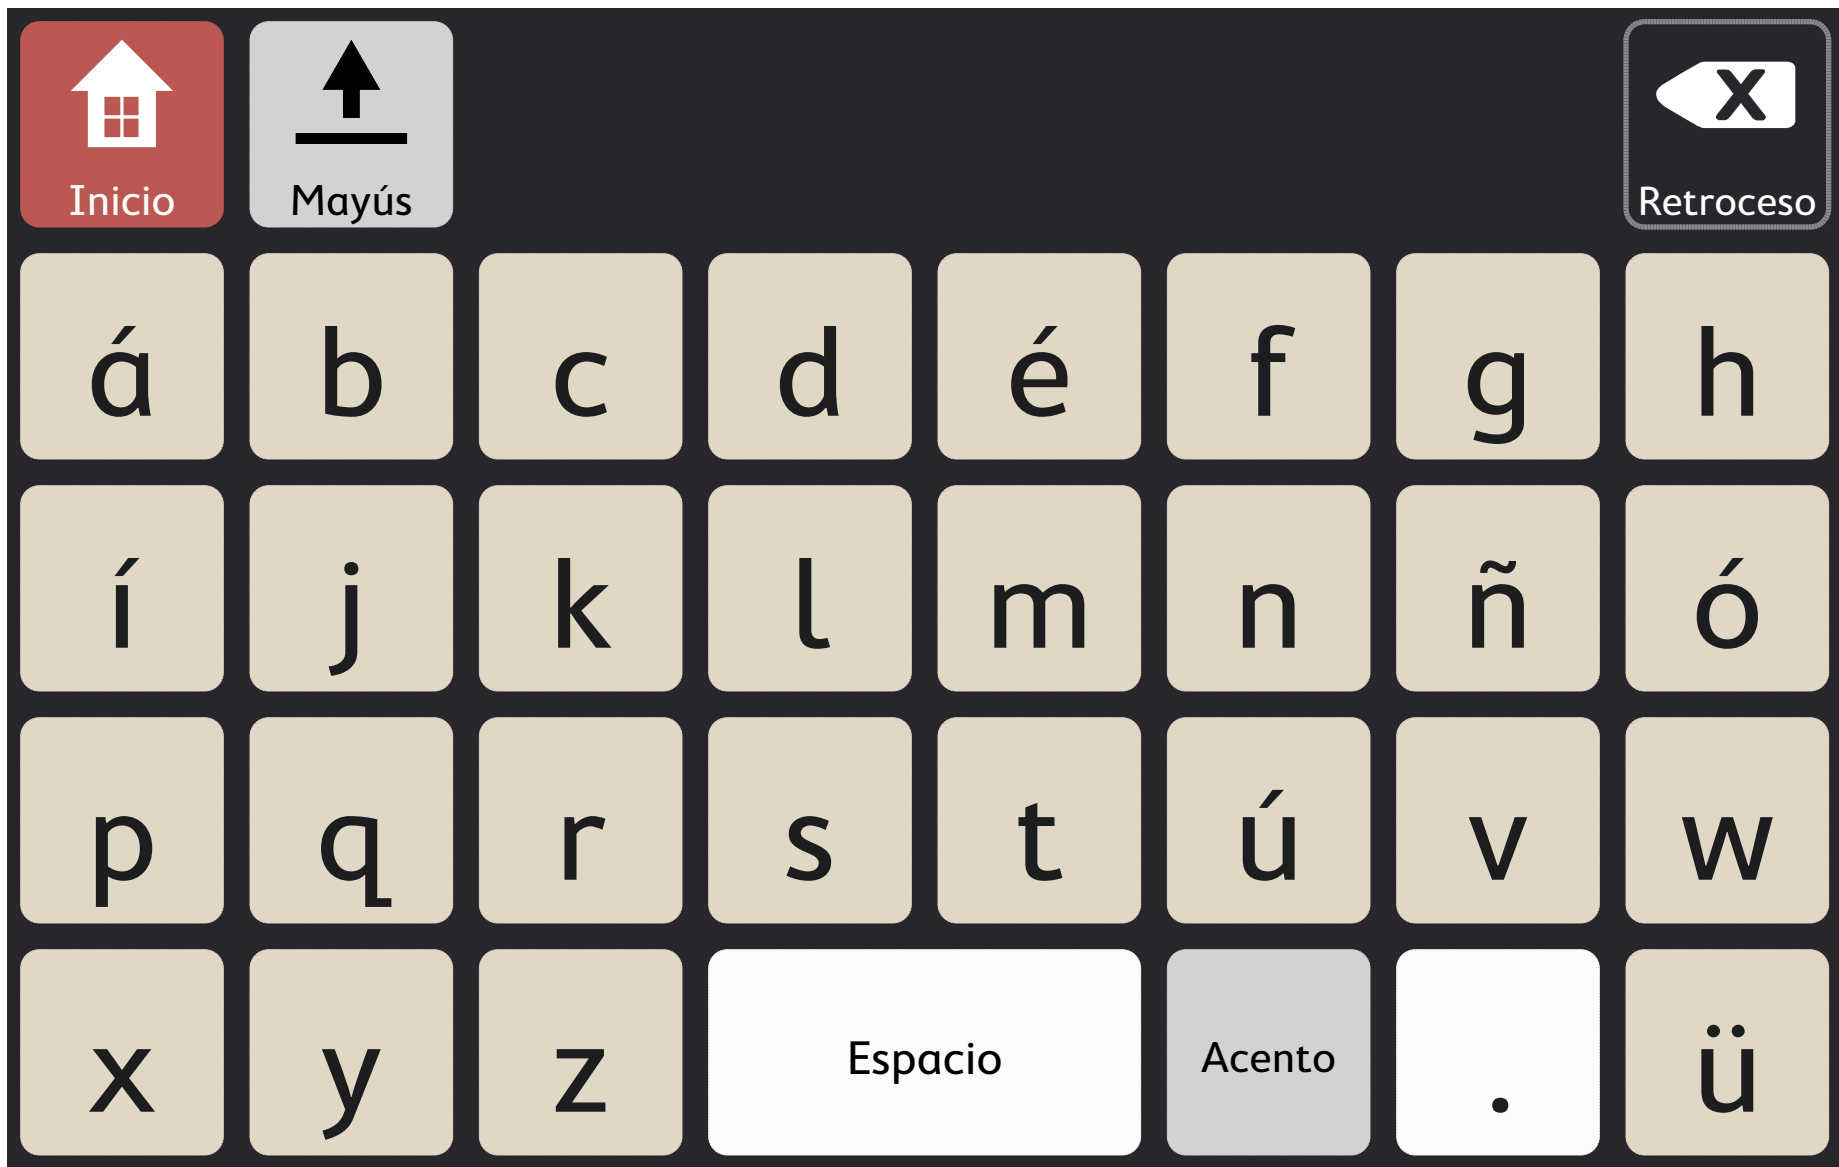 Inicio Mayús Retroceso
á b c d é f g h
í j k l m n ñ ó
p q r s t ú v w
x y z Espacio Acento . ü